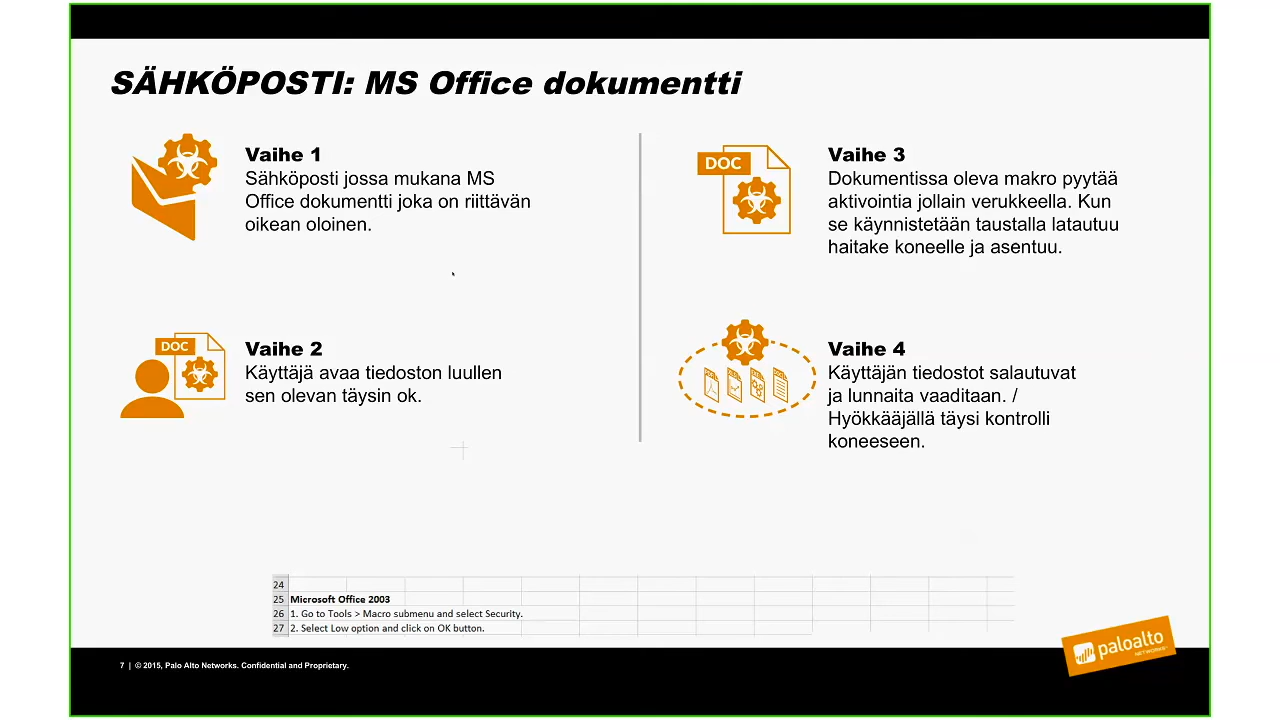 SÄHKÖPOSTI: MS Office dokumentti
Vaihe 1
Sähköposti jossa mukana MS
Office dokumentti joka on riittävän
oikean oloinen.
DOC
Vaihe 2
Käyttäjä avaa tiedoston luullen
sen olevan täysin ok.
DOC
Vaihe 3
Dokumentissa oleva makro pyytää
aktivointia jollain verukkeella. Kun
se käynnistetään taustalla latautuu
haitake koneelle ja asentuu.
Vaihe 4
Käyttäjän tiedostot salautuvat
ja lunnaita vaaditaan. /
Hyökkääjällä täysi kontrolli
koneeseen.
24
25 Microsoft Office 2003
26 1. Go to Tools > Macro submenu and select Security.
27 2. Select Low option and click on OK button.
7 | © 2015, Palo Alto Networks. Confidential and Proprietary.
paloalto
NETWORKS